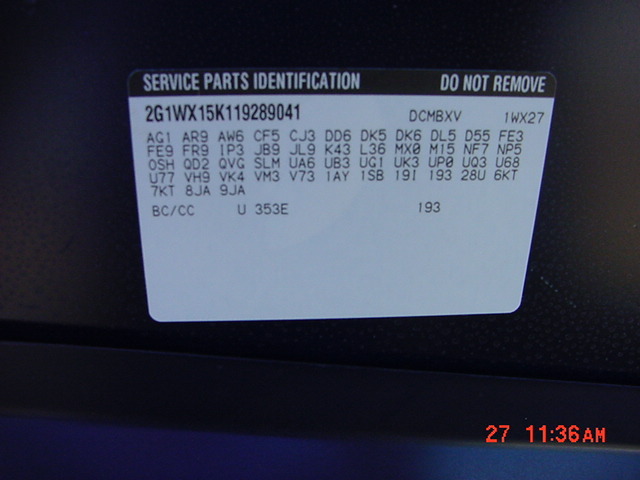 SERVICE PARTS IDENTIFICATION DO NOT REMOVE
2G1WX15K119289041 DCMBXV 1WX27
AG1 AR9 AW6 CF5 CJ3 DD6 DK5 DK6 DL5 D55 FE3
FE9 FR9 IP3 JB9 JL9 K43 L36 MX0 M15 NF7 NP5
OSH QD2 QVG SLM UA6 UB3 UG1 UK3 UP0 UQ3 U68
U77 VH9 VK4 VM3 V73 1AY 1SB 19I 193 28U 6KT
7KT 8JA 9JA
BC/CC U 353E 193
27 11:36AM